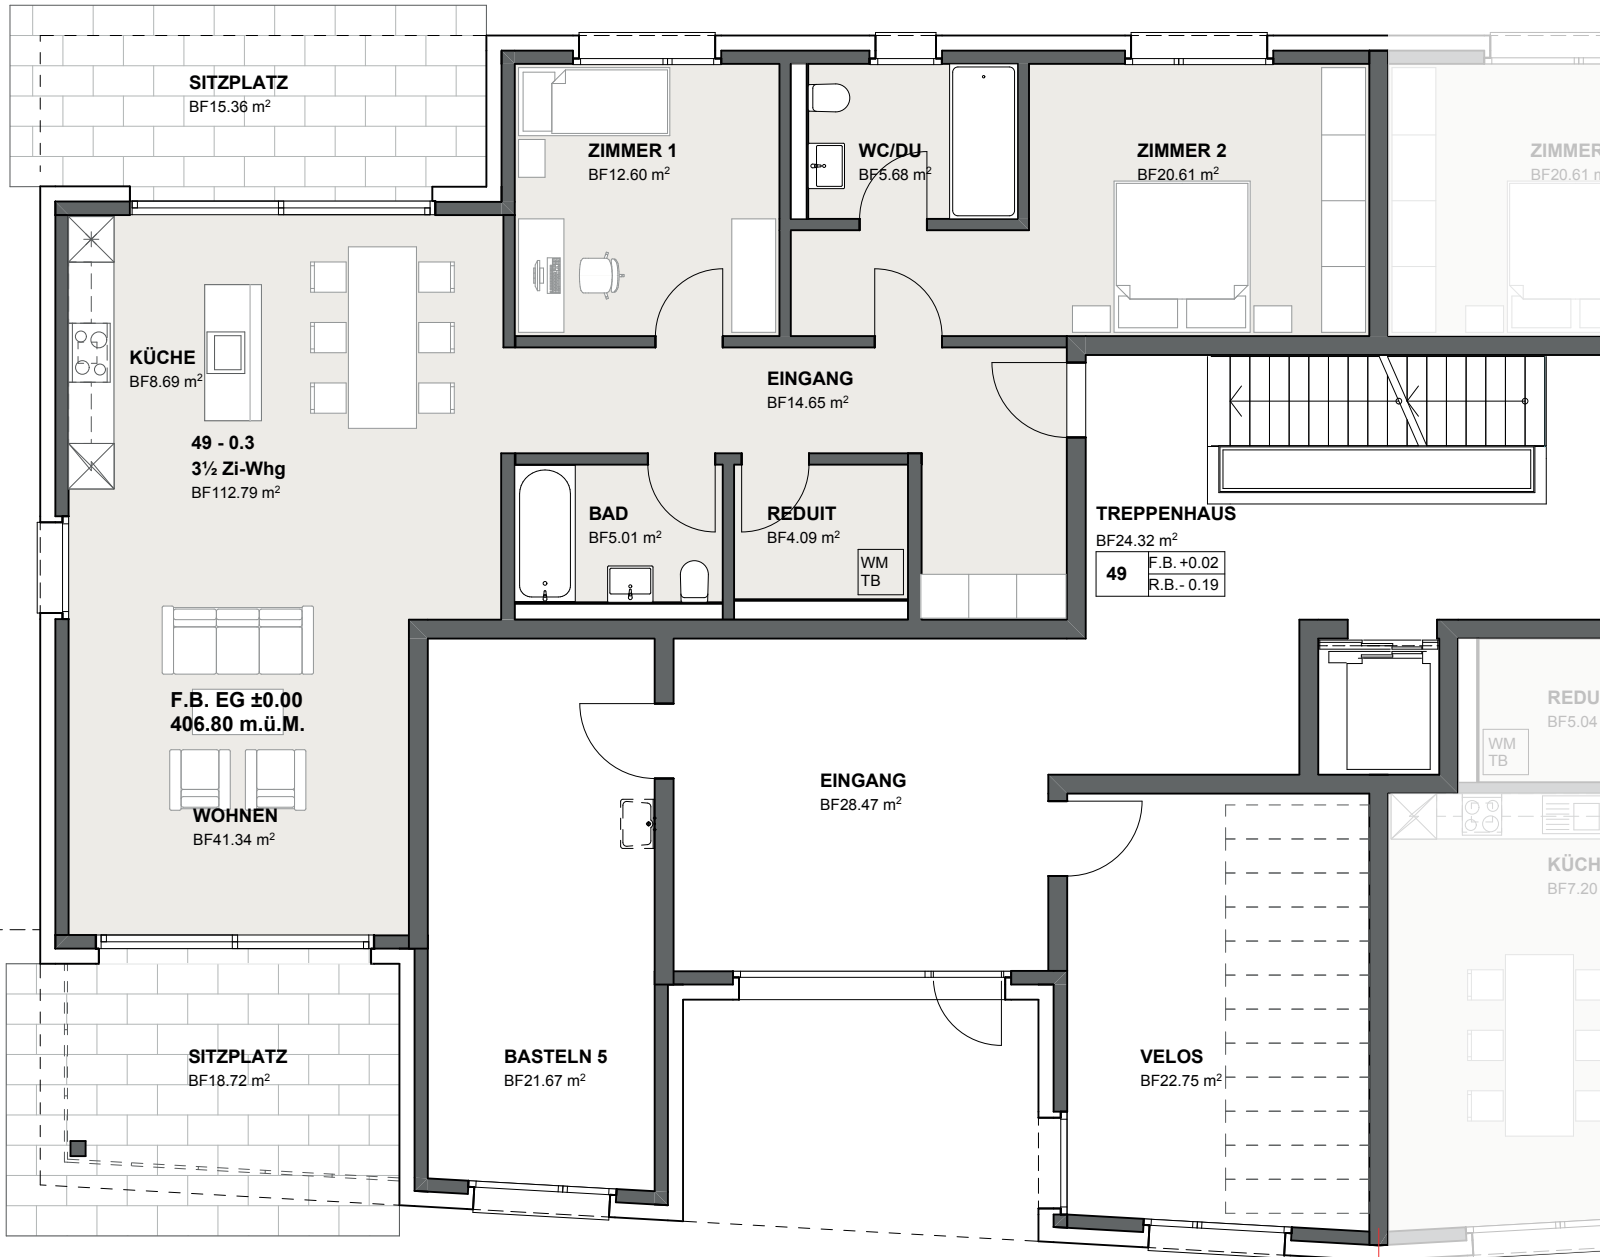 SITZPLATZ
BF15.36 m²
ZIMMER 1
BF12.60 m²
WC/DU
BF5.68 m²
ZIMMER 2
BF20.61 m²
ZIMMER
BF20.61 m
KÜCHE
BF8.69 m²
EINGANG
BF14.65 m²
49 - 0.3
3½ Zi-Whg
BF112.79 m²
BAD
BF5.01 m²
REDUIT
BF4.09 m²
WM
TB
TREPPENHAUS
BF24.32 m²
49
F.B. +0.02
R.B.- 0.19
F.B. EG ±0.00
406.80 m.ü.M.
WOHNEN
BF41.34 m²
EINGANG
BF28.47 m²
REDU
BF5.04
WM
TB
KÜCH
BF7.20
SITZPLATZ
BF18.72 m²
BASTELN 5
BF21.67 m²
VELOS
BF22.75 m²